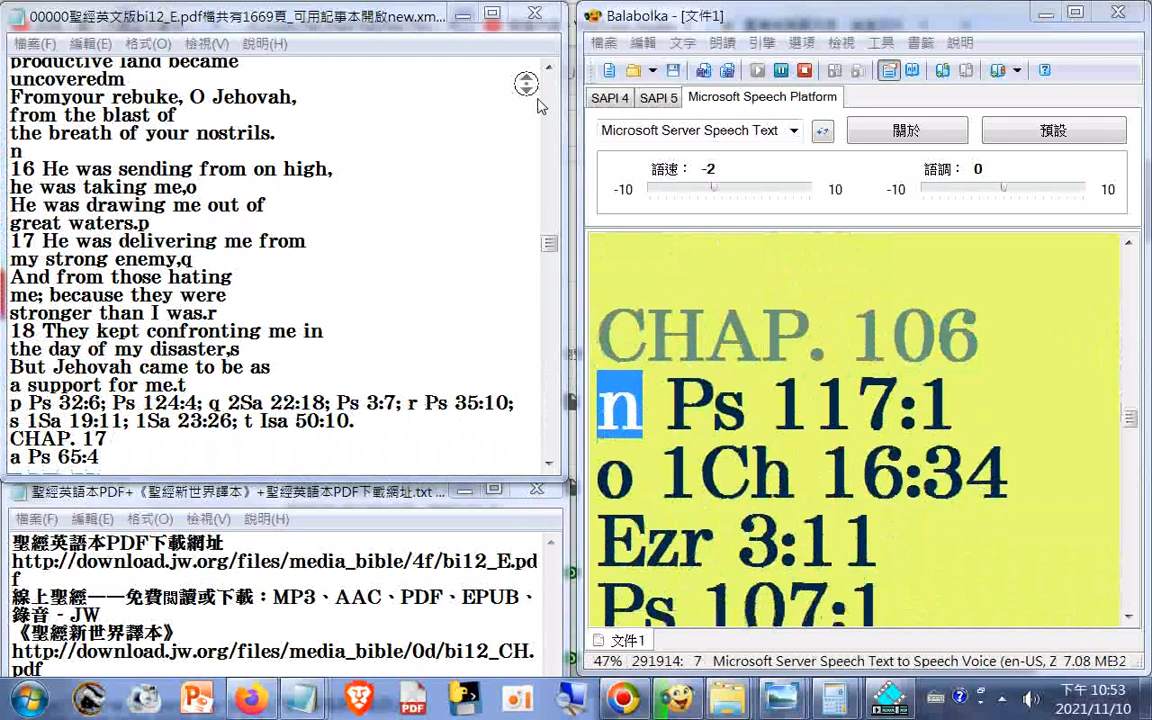 00000聖經英文版bi12_E.pdf檔共有1669頁_可用記事本開啟new.xm...
檔案(F) 編輯(E) 格式(O) 檢視(V) 說明(H)
productive land became
uncoveredm
Fromyour rebuke, O Jehovah,
from the blast of
the breath of your nostrils.
n
16 He was sending from on high,
he was taking me,o
He was drawing me out of
great waters.p
17 He was delivering me from
my strong enemy,q
And from those hating
me; because they were
stronger than I was.r
18 They kept confronting me in
the day of my disaster,s
But Jehovah came to be as
a support for me.t
p Ps 32:6; Ps 124:4; q 2Sa 22:18; Ps 3:7; r Ps 35:10;
s 1Sa 19:11; 1Sa 23:26; t Isa 50:10.
CHAP. 17
a Ps 65:4
聖經英語本PDF+《聖經新世界譯本》+聖經英語本PDF下載網址.txt ...
檔案(F) 編輯(E) 格式(O) 檢視(V) 說明(H)
聖經英語本PDF下載網址
http://download.jw.org/files/media_bible/4f/bi12_E.pd
f
線上聖經——免費閱讀或下載：MP3、AAC、PDF、EPUB、
錄音 - JW
《聖經新世界譯本》
http://download.jw.org/files/media_bible/0d/bi12_CH.
pdf
Balabolka - [文件1]
檔案 編輯 文字 朗讀 引擎 選項 檢視 工具 書籤 說明
SAPI 4 SAPI 5 Microsoft Speech Platform
Microsoft Server Speech Text 關於 預設
語速： -2 語調： 0
-10 10 -10 10
CHAP. 106
n Ps 117:1
o 1Ch 16:34
Ezr 3:11
Ps 107:1
文件1
47% 291914: 7 Microsoft Server Speech Text to Speech Voice (en-US, Z 7.08 MB2
PDF
下午 10:53
2021/11/10